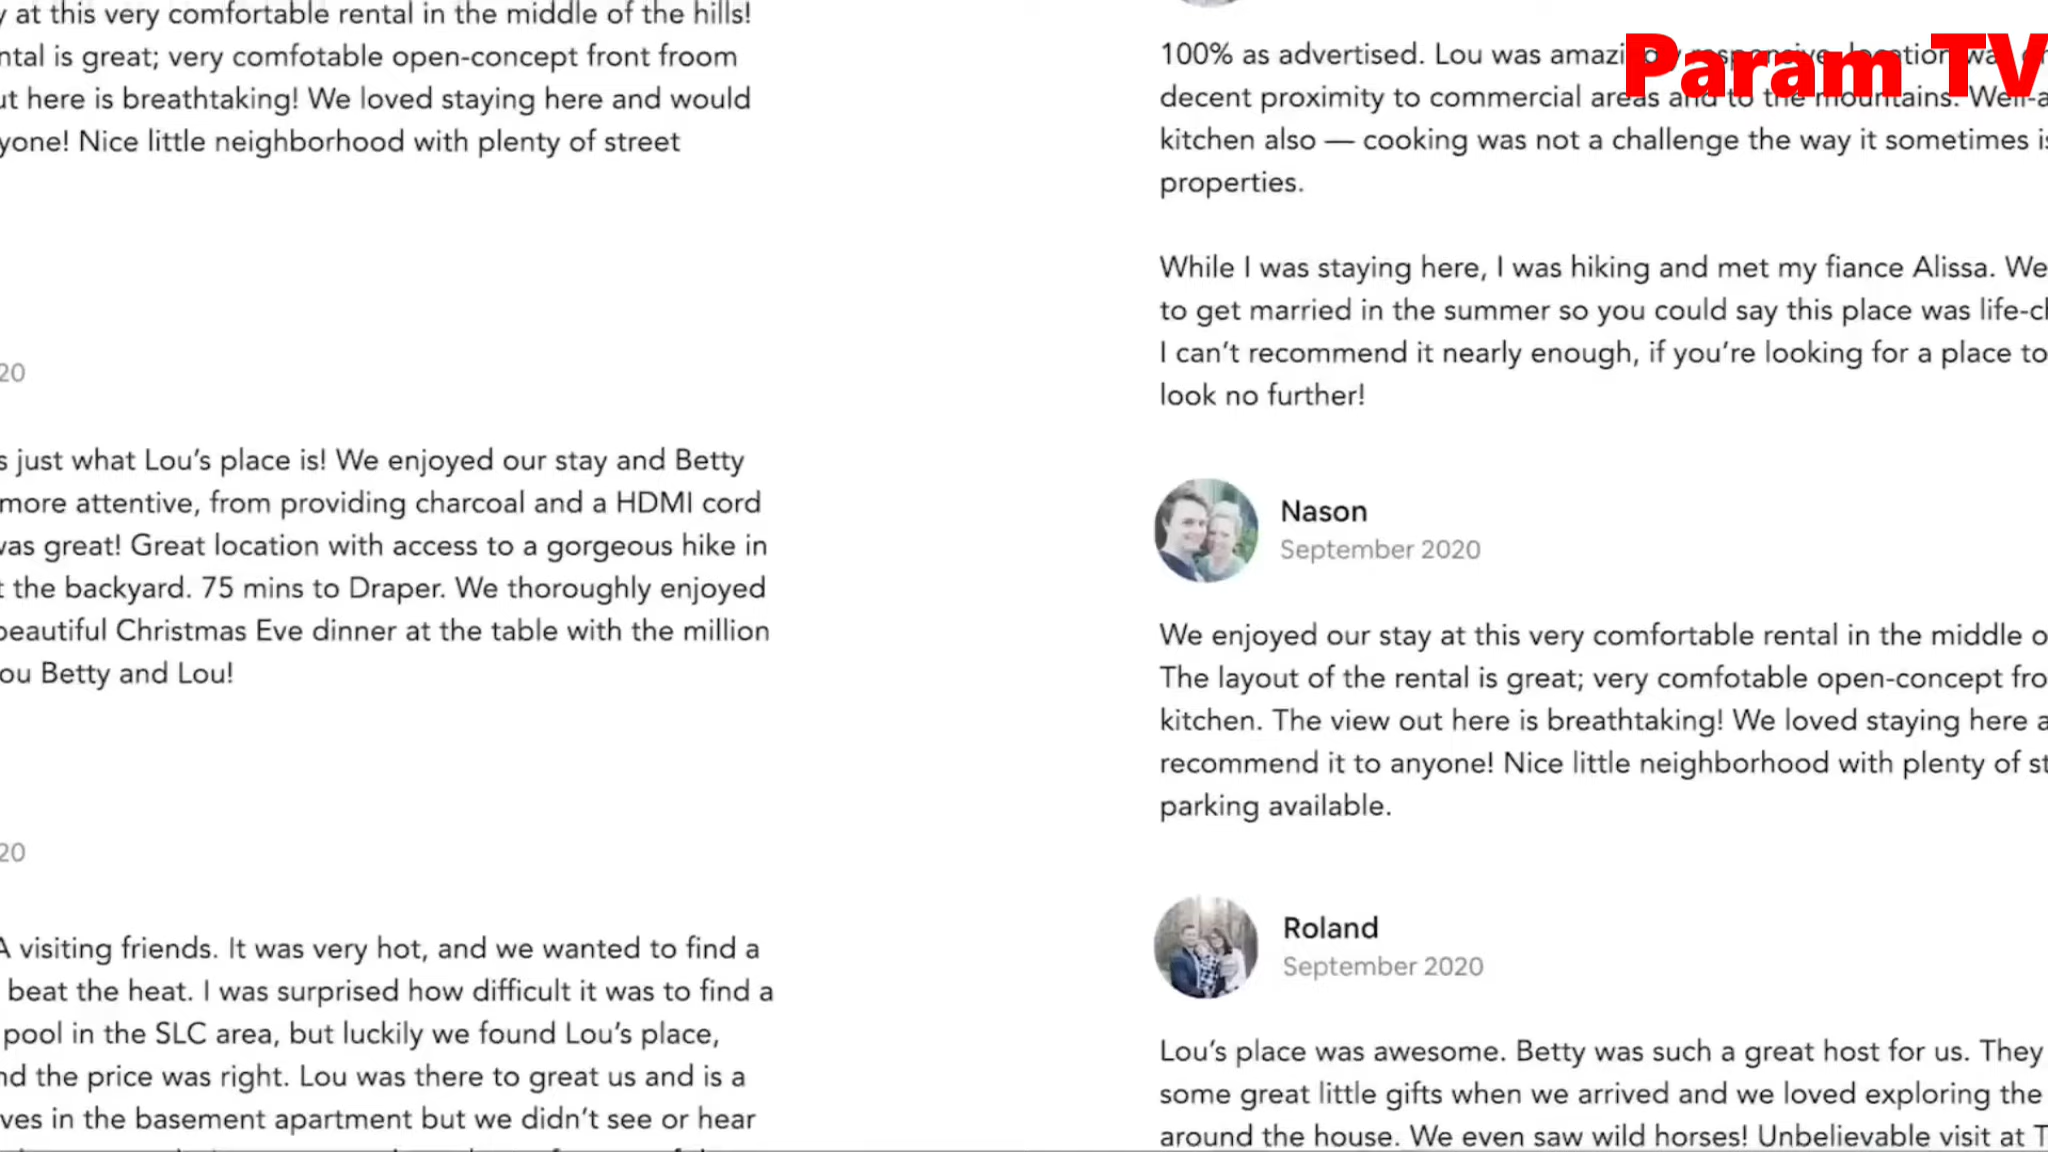 y at this very comfortable rental in the middle of the hills!
ntal is great; very comfotable open-concept front froom
ut here is breathtaking! We loved staying here and would
yone! Nice little neighborhood with plenty of street
20
s just what Lou's place is! We enjoyed our stay and Betty
more attentive, from providing charcoal and a HDMI cord
was great! Great location with access to a gorgeous hike in
t the backyard. 75 mins to Draper. We thoroughly enjoyed
beautiful Christmas Eve dinner at the table with the million
ou Betty and Lou!
20
A visiting friends. It was very hot, and we wanted to find a
beat the heat. I was surprised how difficult it was to find a
pool in the SLC area, but luckily we found Lou's place,
nd the price was right. Lou was there to great us and is a
ves in the basement apartment but we didn't see or hear
Param TV
100% as advertised. Lou was amazingly responsive, location was
decent proximity to commercial areas and to the mountains. Well-a
kitchen also — cooking was not a challenge the way it sometimes is
properties.
While I was staying here, I was hiking and met my fiance Alissa. We
to get married in the summer so you could say this place was life-ch
I can't recommend it nearly enough, if you're looking for a place to
look no further!
Nason
September 2020
We enjoyed our stay at this very comfortable rental in the middle o
The layout of the rental is great; very comfotable open-concept fro
kitchen. The view out here is breathtaking! We loved staying here a
recommend it to anyone! Nice little neighborhood with plenty of st
parking available.
Roland
September 2020
Lou's place was awesome. Betty was such a great host for us. They
some great little gifts when we arrived and we loved exploring the
around the house. We even saw wild horses! Unbelievable visit at T